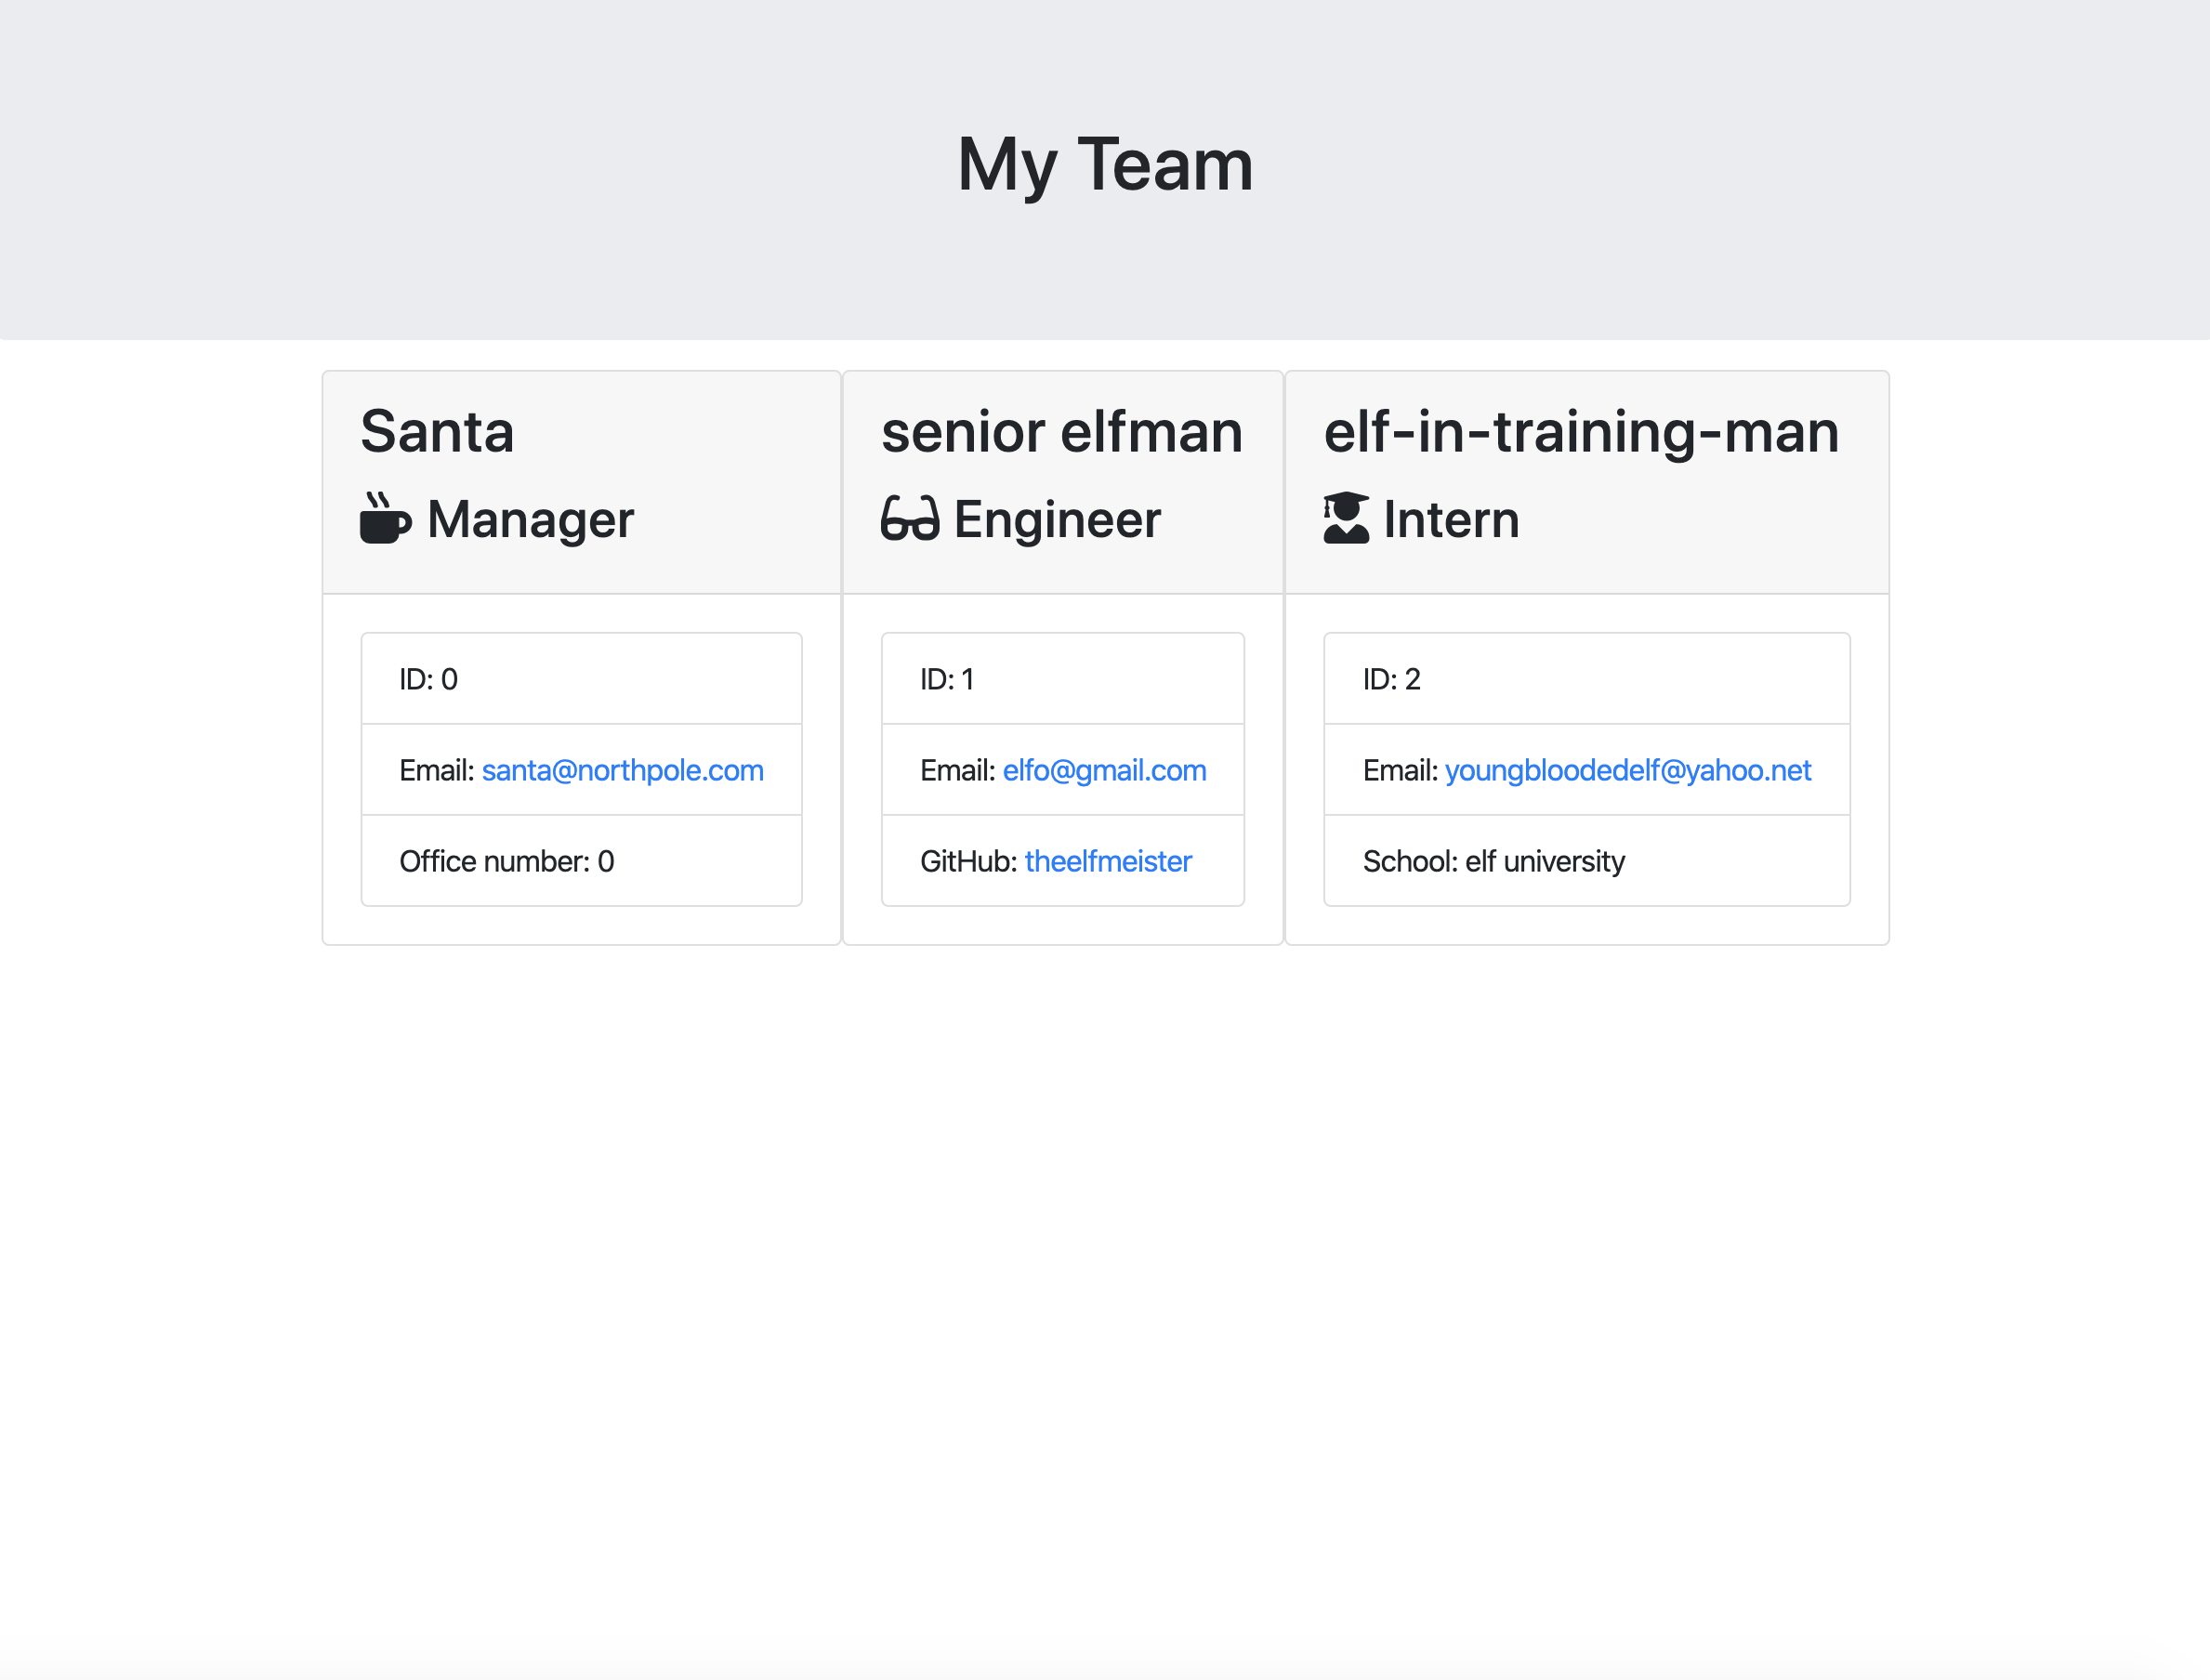 My Team
Santa
Manager
ID: 0
Email: santa@northpole.com
Office number: 0
senior elfman
Engineer
ID: 1
Email: elfo@gmail.com
GitHub: theelfmeister
elf-in-training-man
Intern
ID: 2
Email: youngbloodedelf@yahoo.net
School: elf university